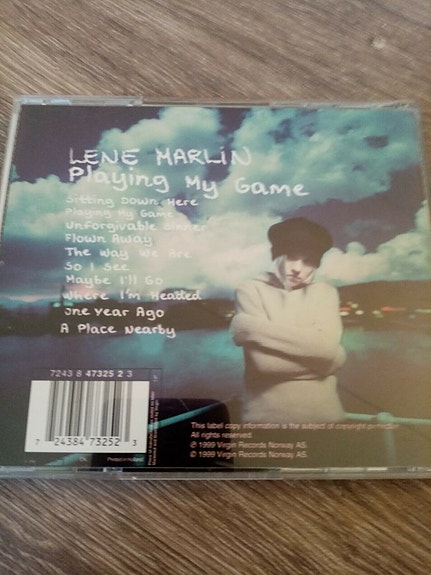 LENE MARLiN
Playing My Game
Sitting Down Here
Playing My Game
Unforgivable Sinner
Flown Away
The Way We Are
So I See
Maybe I'll Go
Where I'm Headed
One Year Ago
A Place Nearby
7243 8 47325 2 3
7 24384 73252 3
Printed in Holland
This label copy information is the subject of copyright protection.
All rights reserved.
℗ 1999 Virgin Records Norway AS.
© 1999 Virgin Records Norway AS.